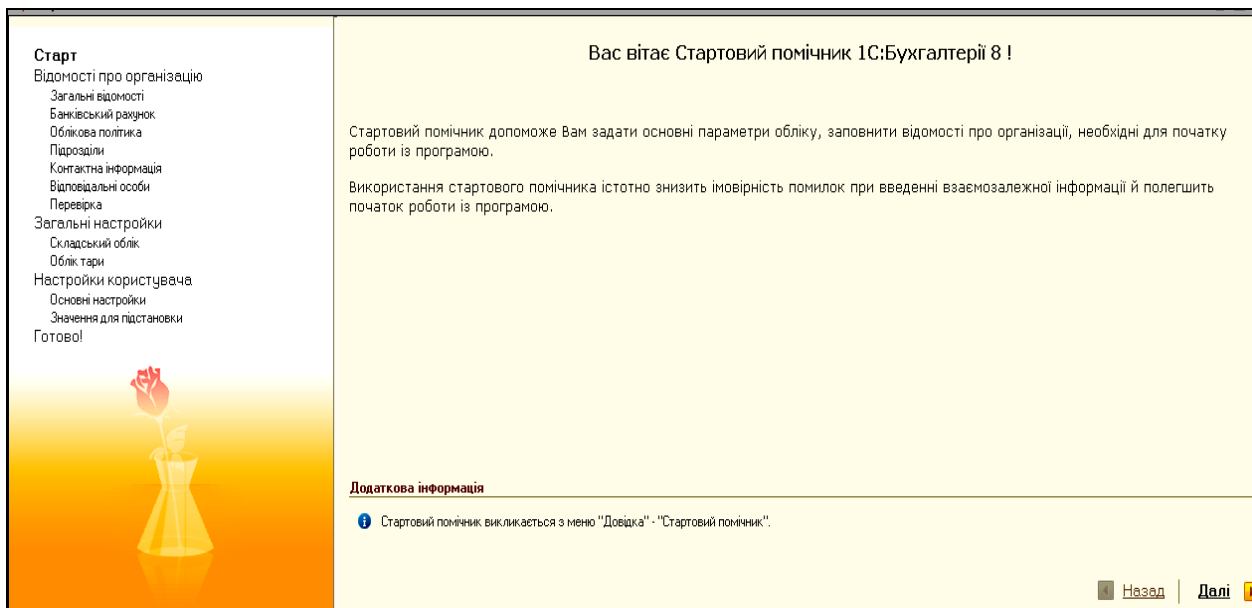 Старт
Відомості про організацію
Загальні відомості
Банківський рахунок
Облікова політика
Підрозділи
Контактна інформація
Відповідальні особи
Перевірка
Загальні настройки
Складський облік
Облік тари
Настройки користувача
Основні настройки
Значення для підстановки
Готово!
Вас вітає Стартовий помічник 1С:Бухгалтерії 8 !
Стартовий помічник допоможе Вам задати основні параметри обліку, заповнити відомості про організації, необхідні для початку
роботи із програмою.
Використання стартового помічника істотно знизить імовірність помилок при введенні взаємозалежної інформації й полегшить
початок роботи із програмою.
Додаткова інформація
Стартовий помічник викликається з меню "Довідка" - "Стартовий помічник".
Назад
Далі